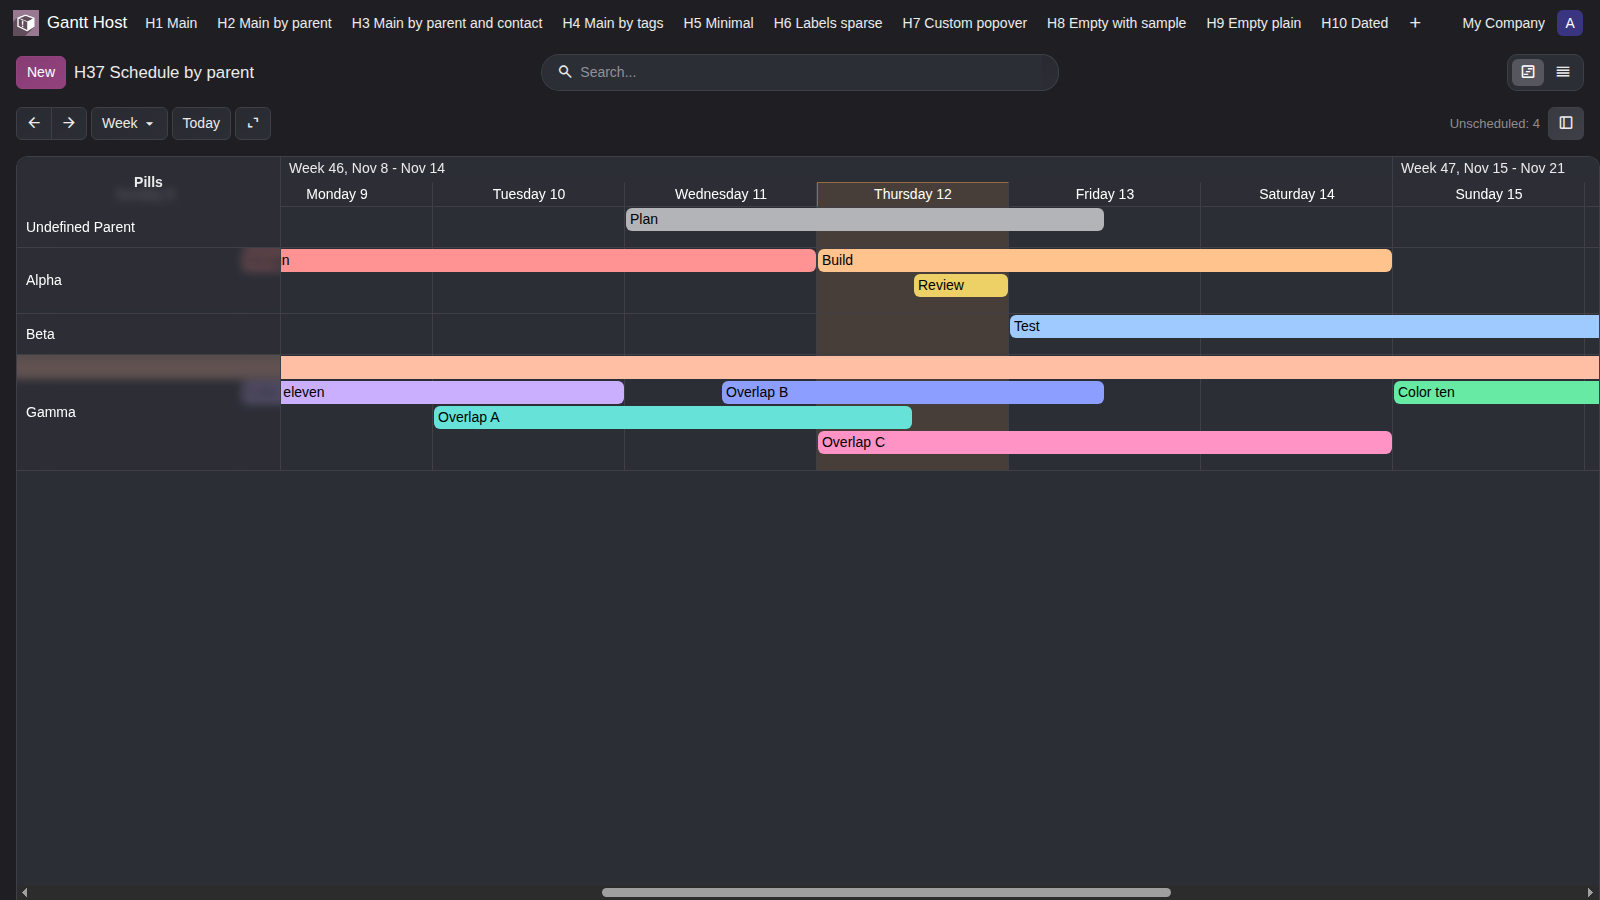 Gantt Host H1 Main H2 Main by parent H3 Main by parent and contact H4 Main by tags H5 Minimal H6 Labels sparse H7 Custom popover H8 Empty with sample H9 Empty plain H10 Dated + My Company A
New H37 Schedule by parent Search...
Week Today Unscheduled: 4
Week 46, Nov 8 - Nov 14 Week 47, Nov 15 - Nov 21
Pills
Monday 9 Tuesday 10 Wednesday 11 Thursday 12 Friday 13 Saturday 14 Sunday 15
Plan
Undefined Parent
n Build
Alpha
Review
Test
Beta
eleven Overlap B Color ten
Gamma
Overlap A
Overlap C